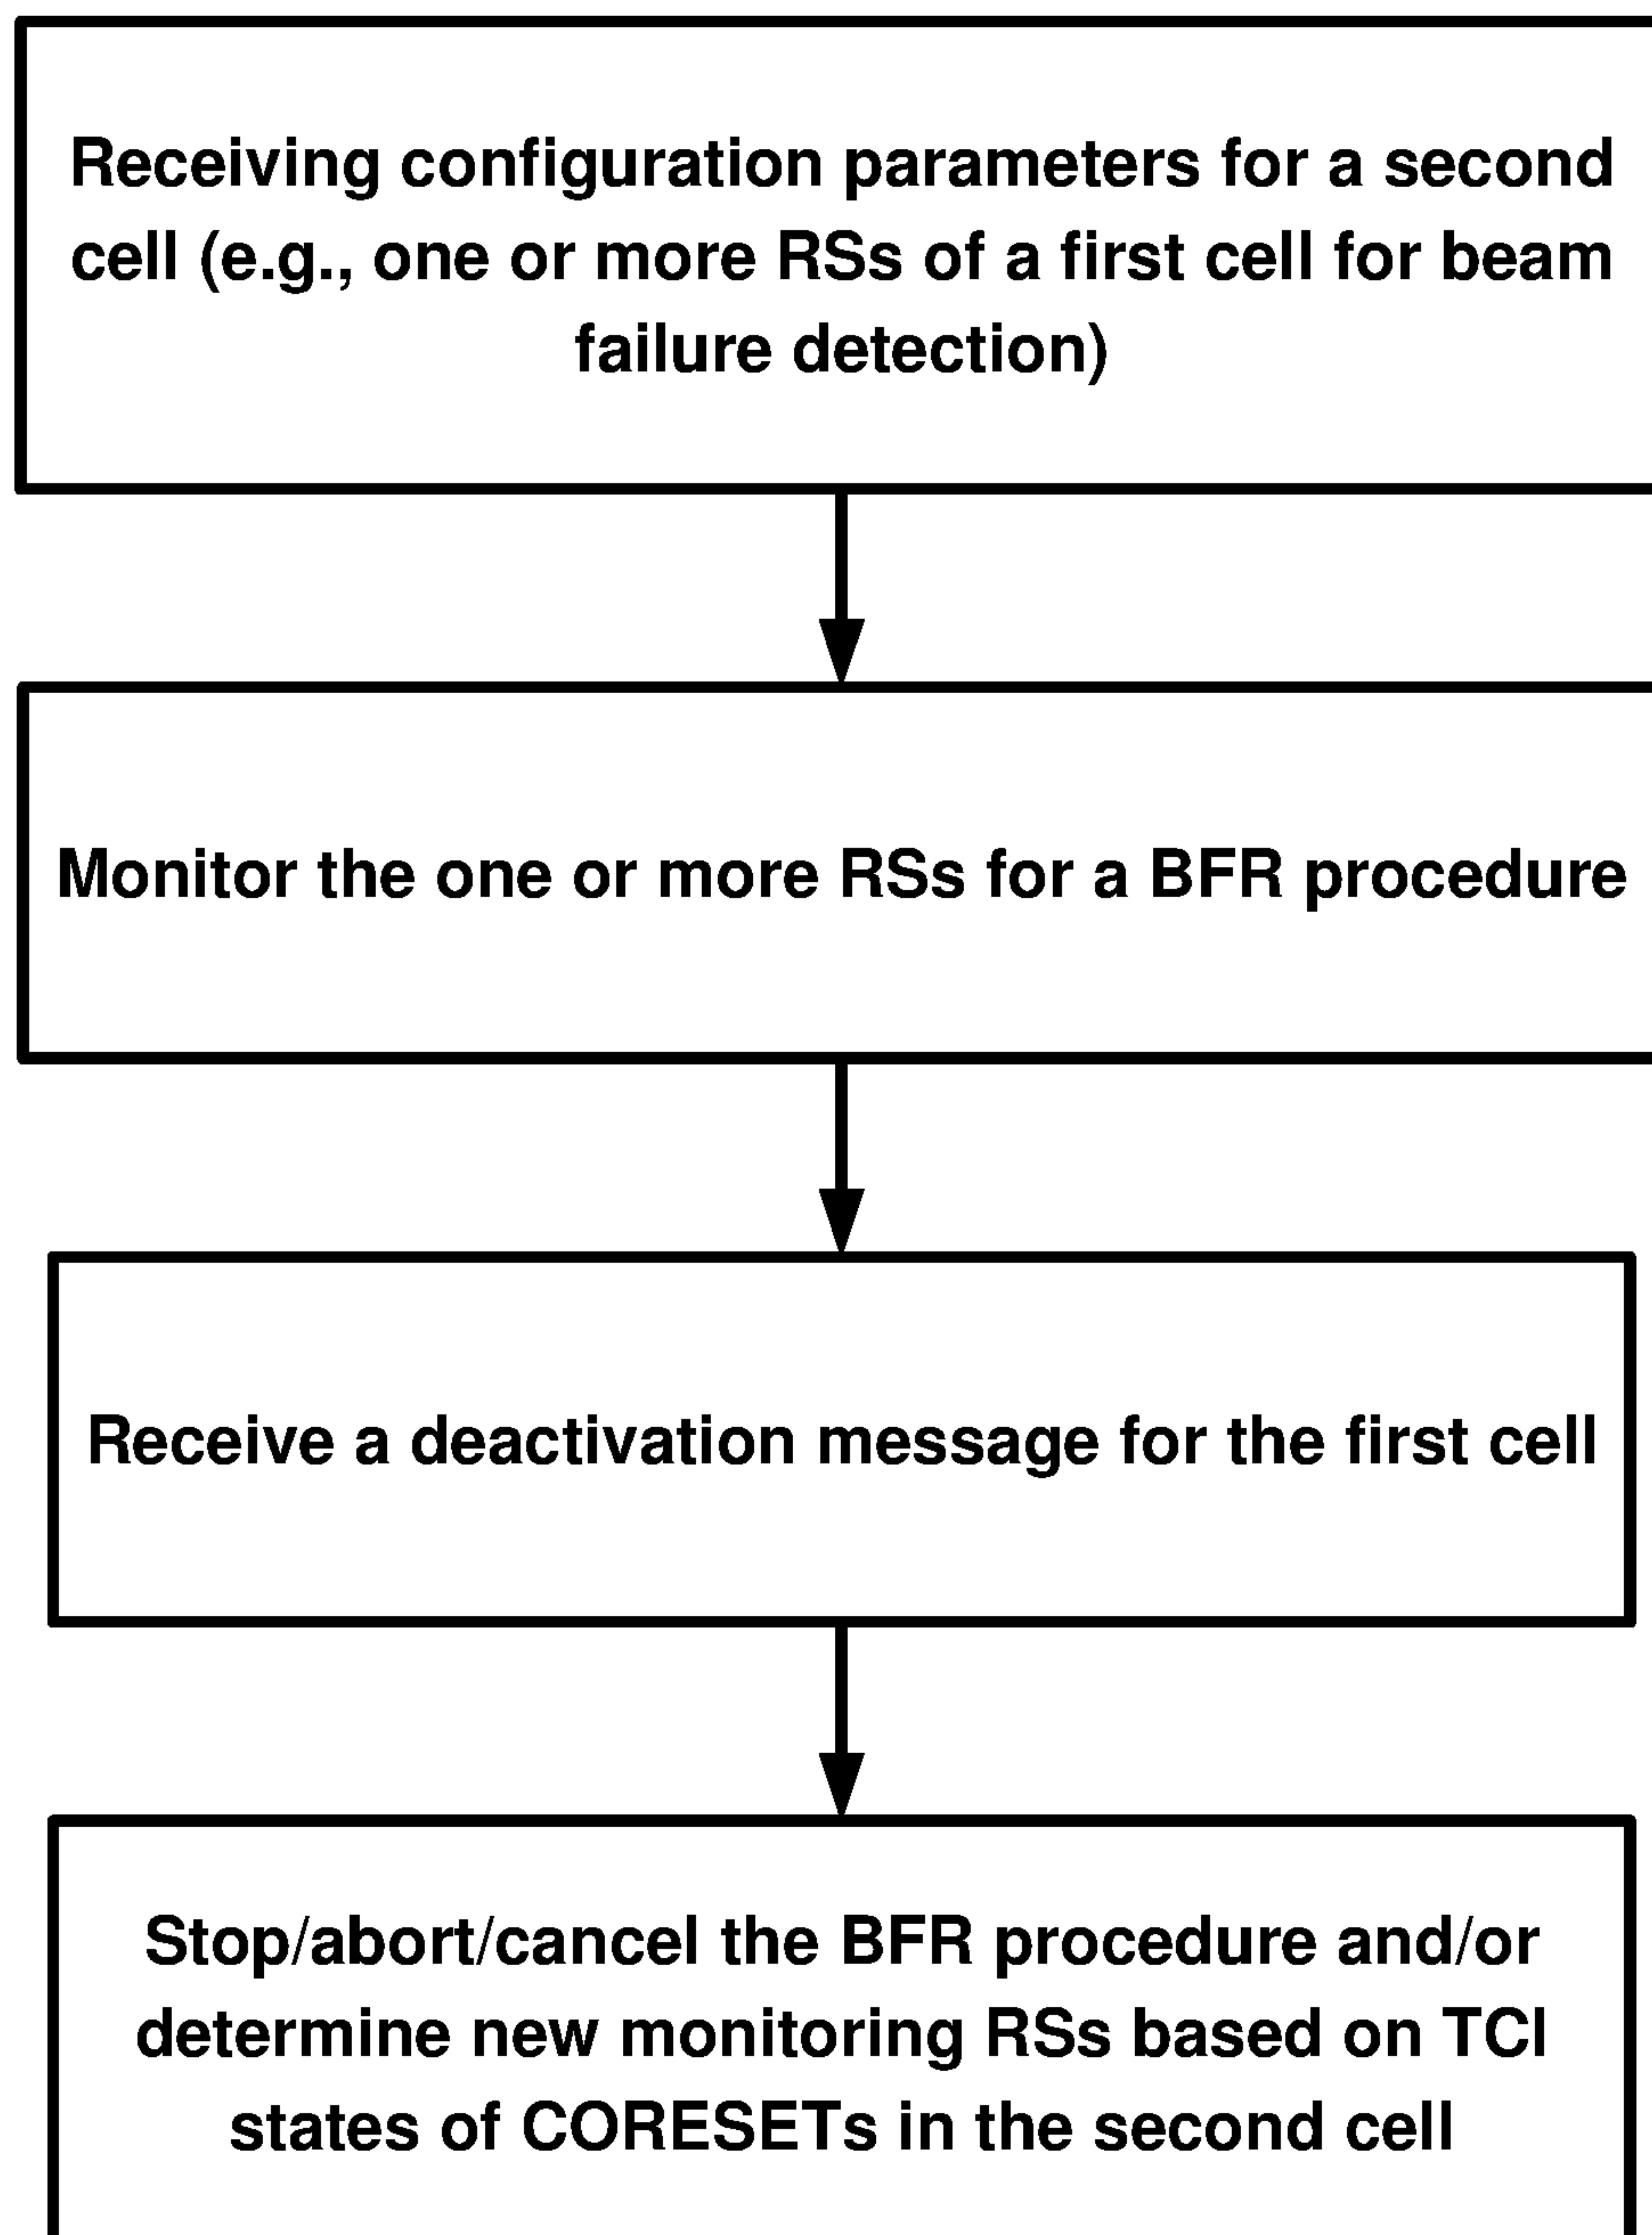 Receiving configuration parameters for a second
cell (e.g., one or more RSs of a first cell for beam
failure detection)
Monitor the one or more RSs for a BFR procedure
Receive a deactivation message for the first cell
Stop/abort/cancel the BFR procedure and/or
determine new monitoring RSs based on TCI
states of CORESETs in the second cell